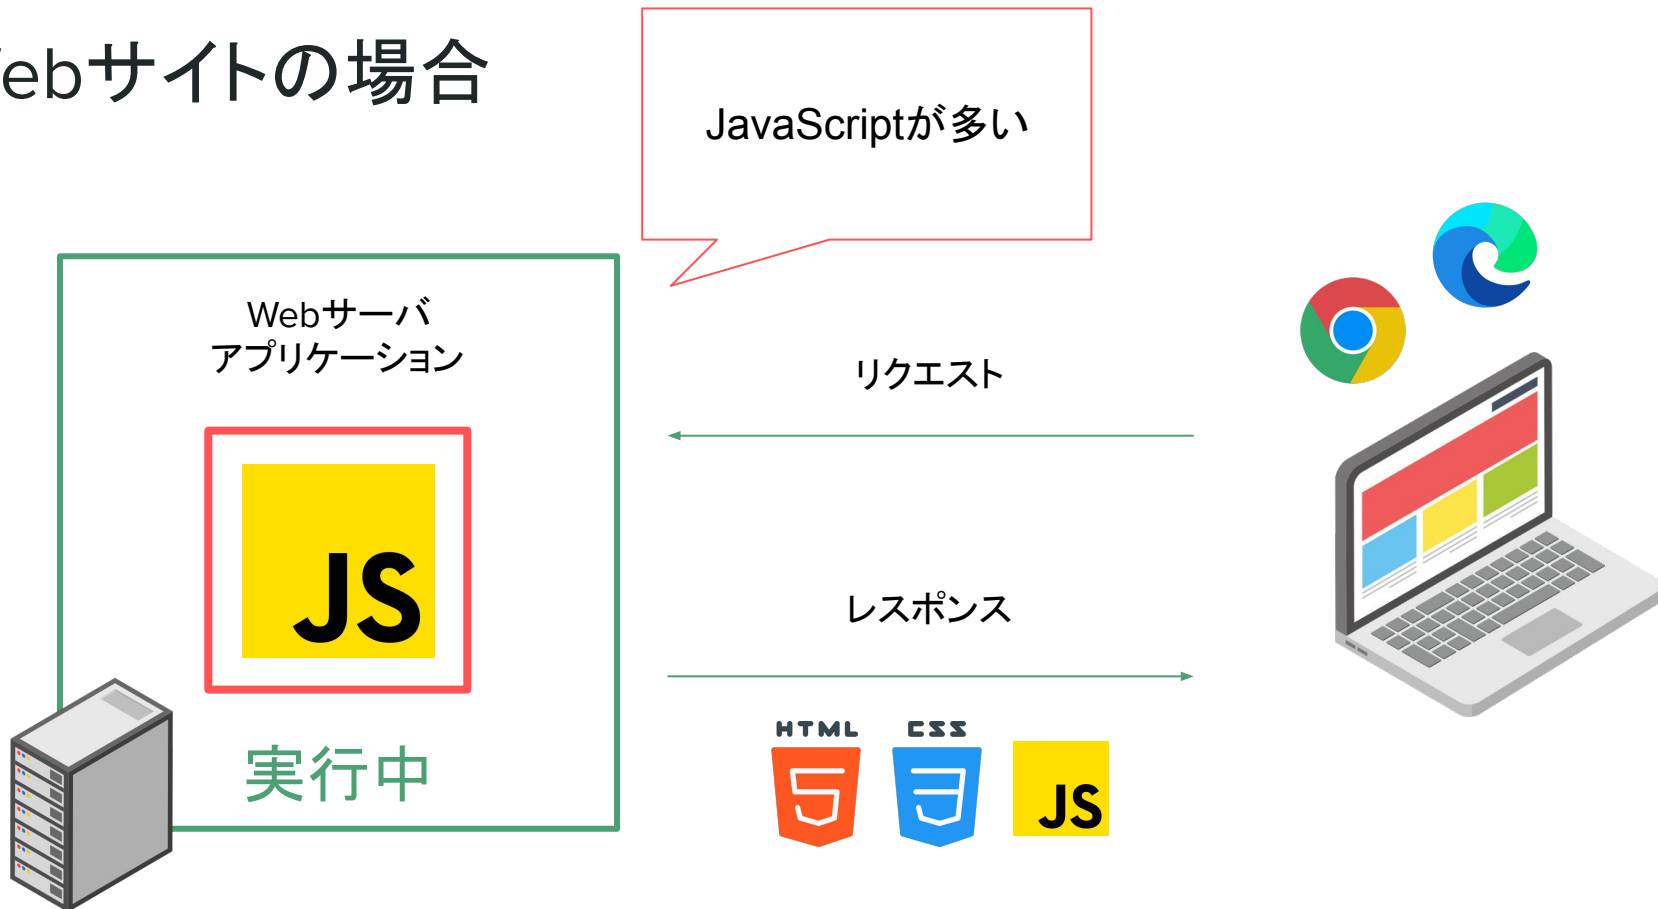 ebサイトの場合
JavaScriptが多い
Webサーバ
アプリケーション
リクエスト
JS
レスポンス
実行中
HTML CSS
5 3 JS